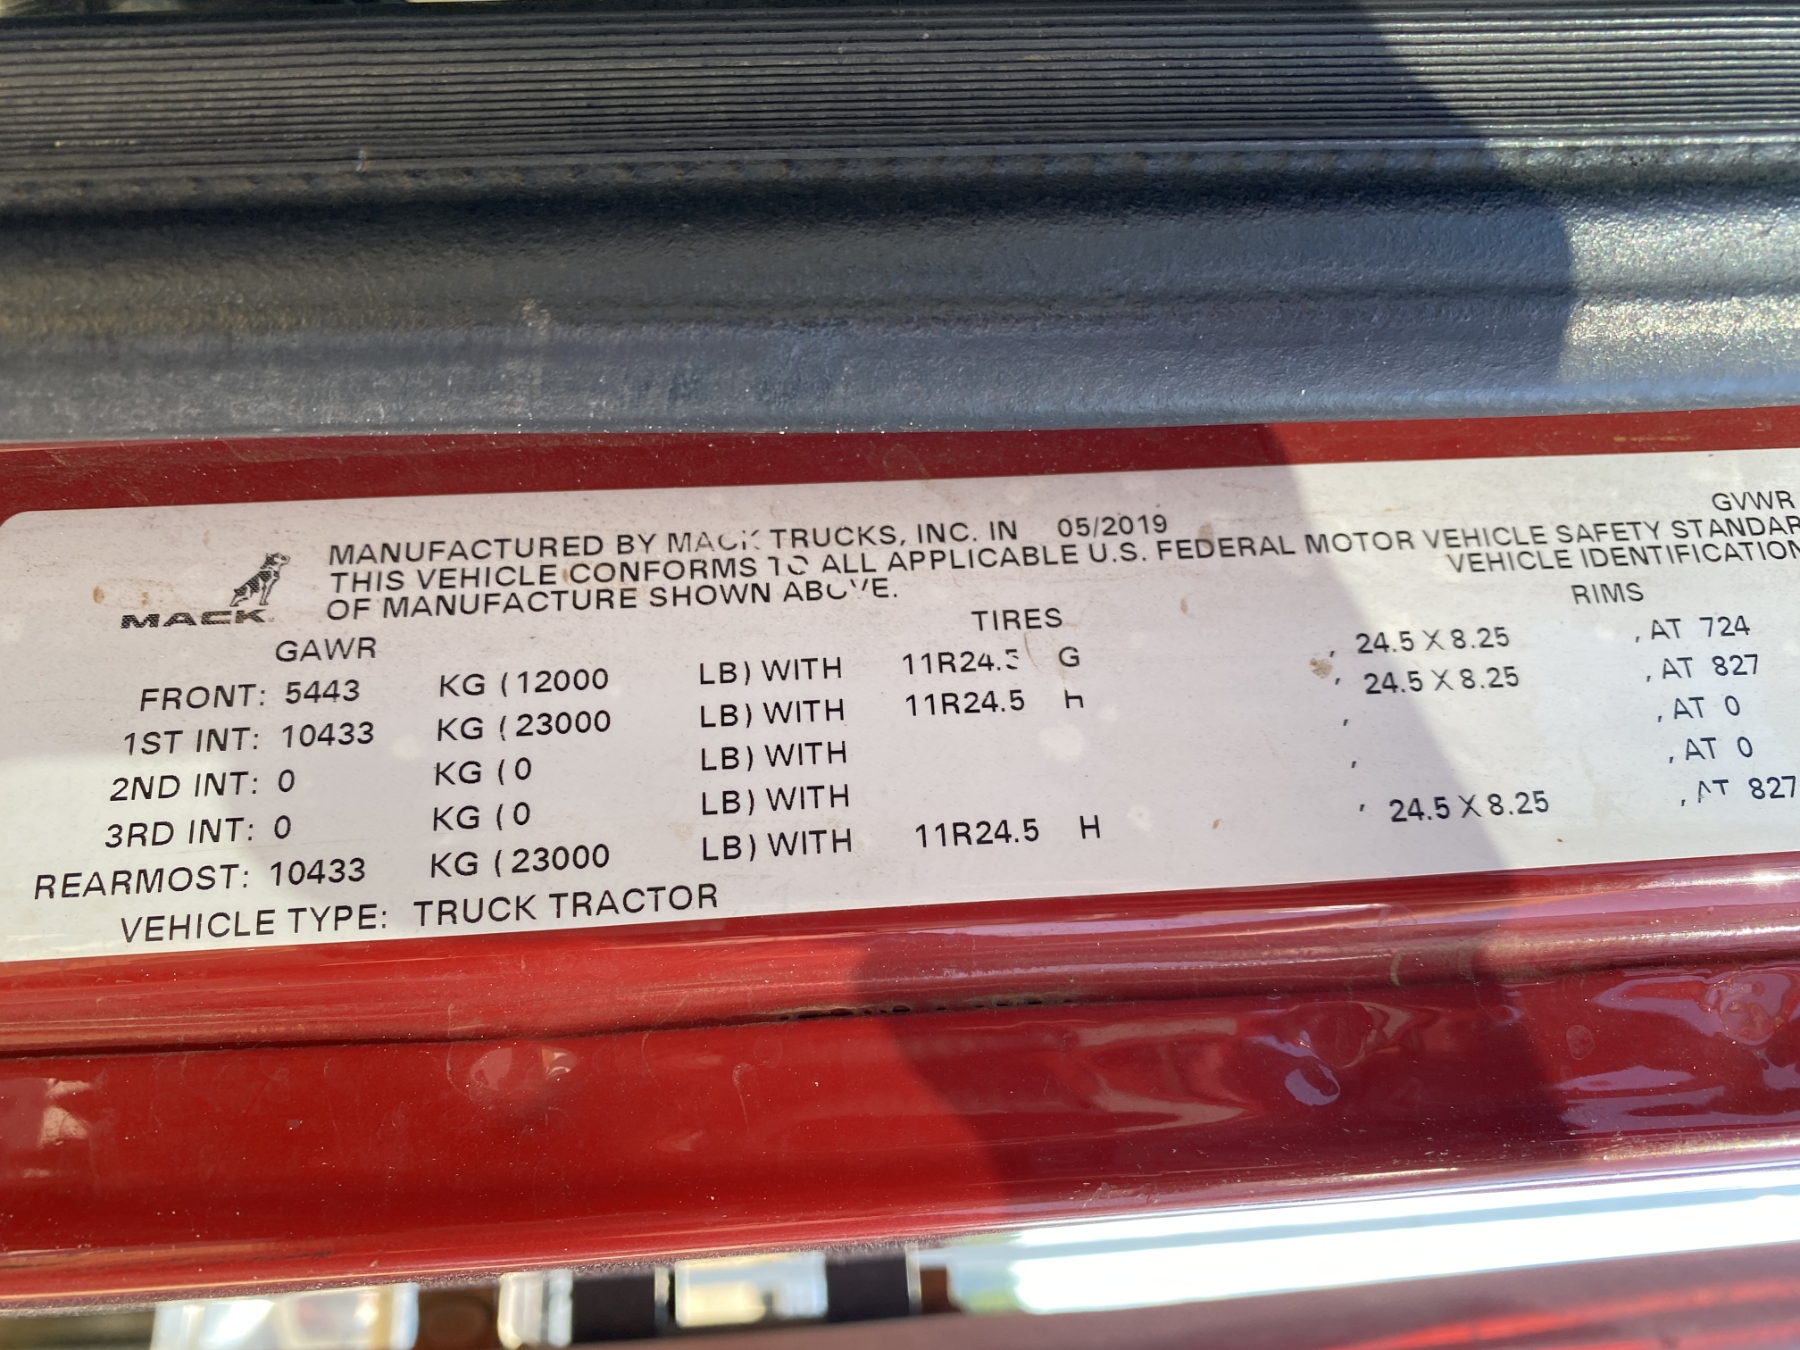 MANUFACTURED BY MACK TRUCKS, INC. IN 05/2019 GVWR
THIS VEHICLE CONFORMS TO ALL APPLICABLE U.S. FEDERAL MOTOR VEHICLE SAFETY STANDAR
OF MANUFACTURE SHOWN ABOVE. VEHICLE IDENTIFICATION
MACK
GAWR TIRES RIMS
FRONT: 5443 KG (12000 LB) WITH 11R24.5 G , 24.5 X 8.25 , AT 724
1ST INT: 10433 KG (23000 LB) WITH 11R24.5 H , 24.5 X 8.25 , AT 827
2ND INT: 0 KG (0 LB) WITH , , AT 0
3RD INT: 0 KG (0 LB) WITH , , AT 0
REARMOST: 10433 KG (23000 LB) WITH 11R24.5 H , 24.5 X 8.25 , AT 827
VEHICLE TYPE: TRUCK TRACTOR